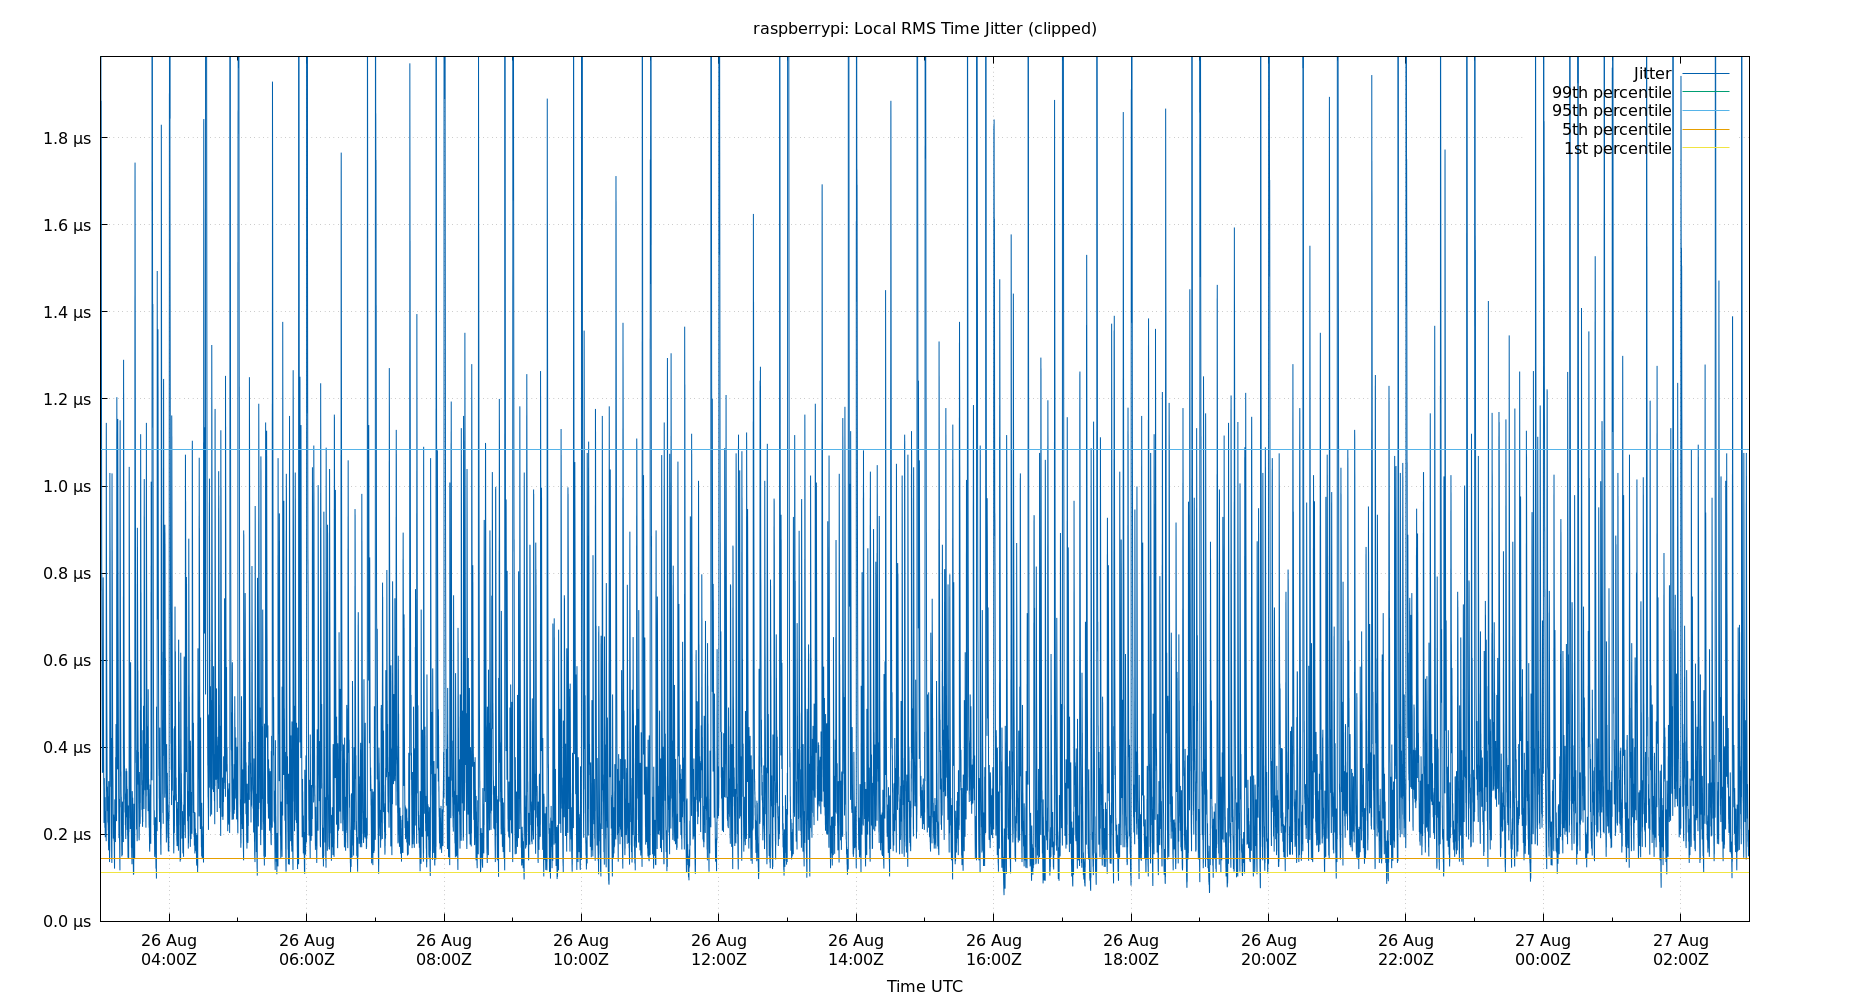 raspberrypi: Local RMS Time Jitter (clipped)
Jitter
99th percentile
95th percentile
5th percentile
1st percentile
1.8 µs
1.6 µs
1.4 µs
1.2 µs
1.0 µs
0.8 µs
0.6 µs
0.4 µs
0.2 µs
0.0 µs
26 Aug 26 Aug 26 Aug 26 Aug 26 Aug 26 Aug 26 Aug 26 Aug 26 Aug 26 Aug 27 Aug 27 Aug
04:00Z 06:00Z 08:00Z 10:00Z 12:00Z 14:00Z 16:00Z 18:00Z 20:00Z 22:00Z 00:00Z 02:00Z
Time UTC